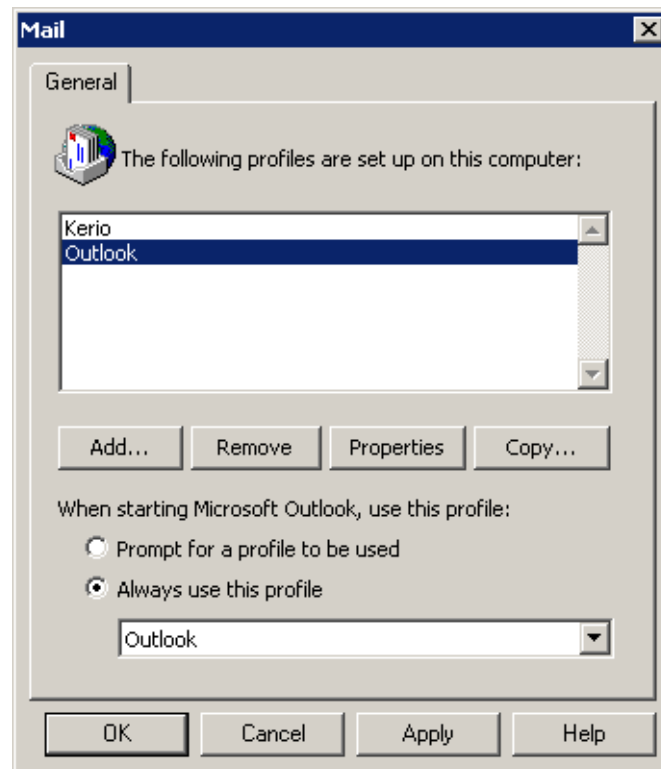 Mail
General
The following profiles are set up on this computer:
Kerio
Outlook
Add... Remove Properties Copy...
When starting Microsoft Outlook, use this profile:
Prompt for a profile to be used
Always use this profile
Outlook
OK Cancel Apply Help